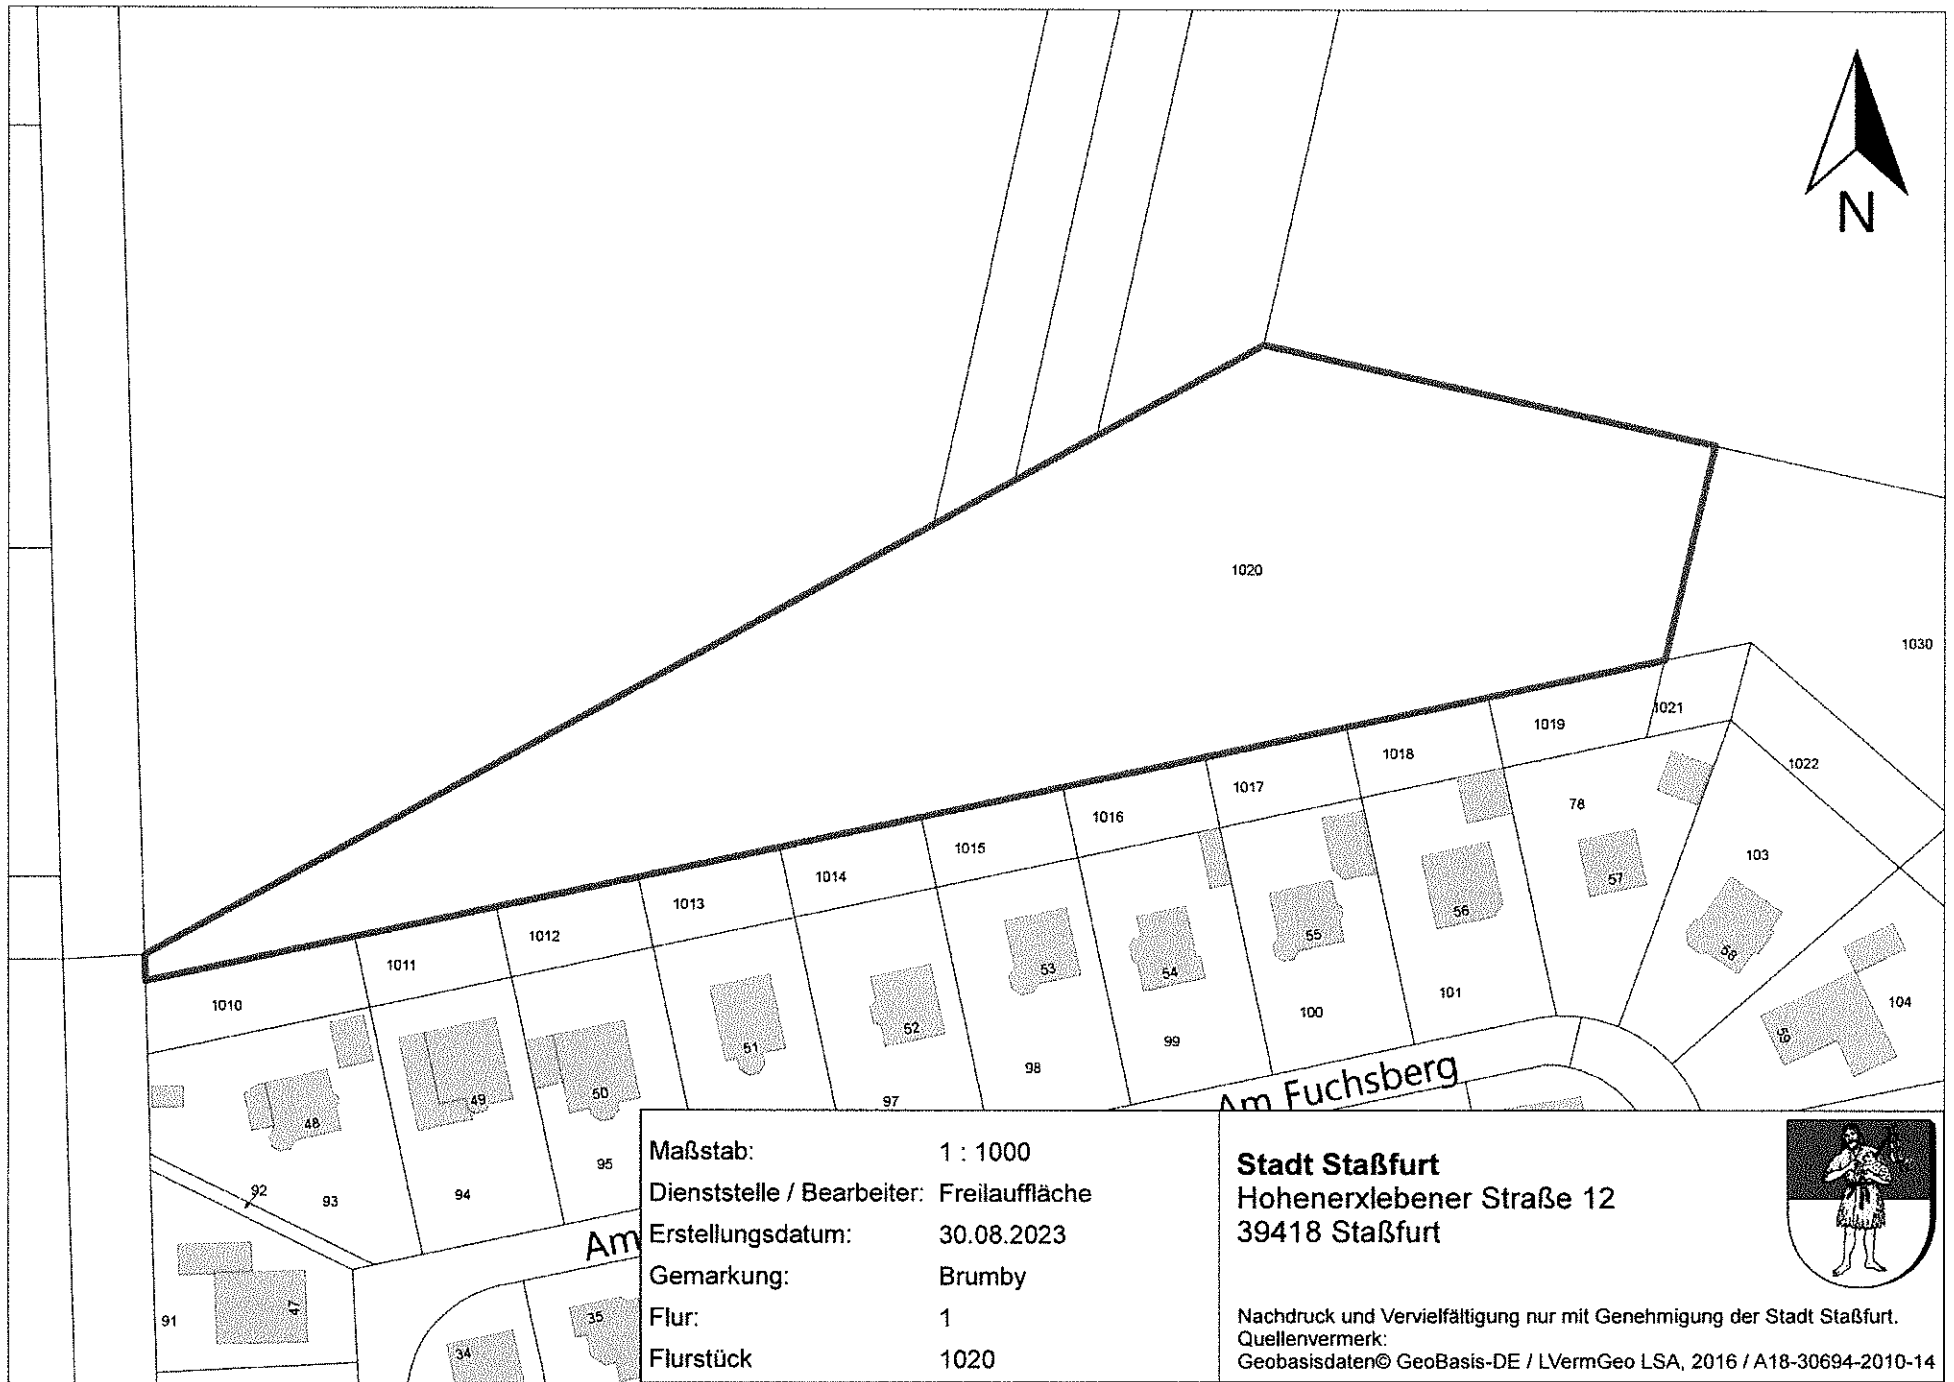 N
1020
1030
1021
1019
1018
1022
1017
78
1016
103
1015
1014
57
1013
56
1012
55
58
1011
53
54
1010
52
101
104
100
51
59
99
98
50
49
97
48
Am Fuchsberg
95
92
93
94
Am
91
47
35
34
Maßstab: 1 : 1000
Dienststelle / Bearbeiter: Freilauffläche
Erstellungsdatum: 30.08.2023
Gemarkung: Brumby
Flur: 1
Flurstück 1020
Stadt Staßfurt
Hohenerxlebener Straße 12
39418 Staßfurt
Nachdruck und Vervielfältigung nur mit Genehmigung der Stadt Staßfurt.
Quellenvermerk:
Geobasisdaten© GeoBasis-DE / LVermGeo LSA, 2016 / A18-30694-2010-14